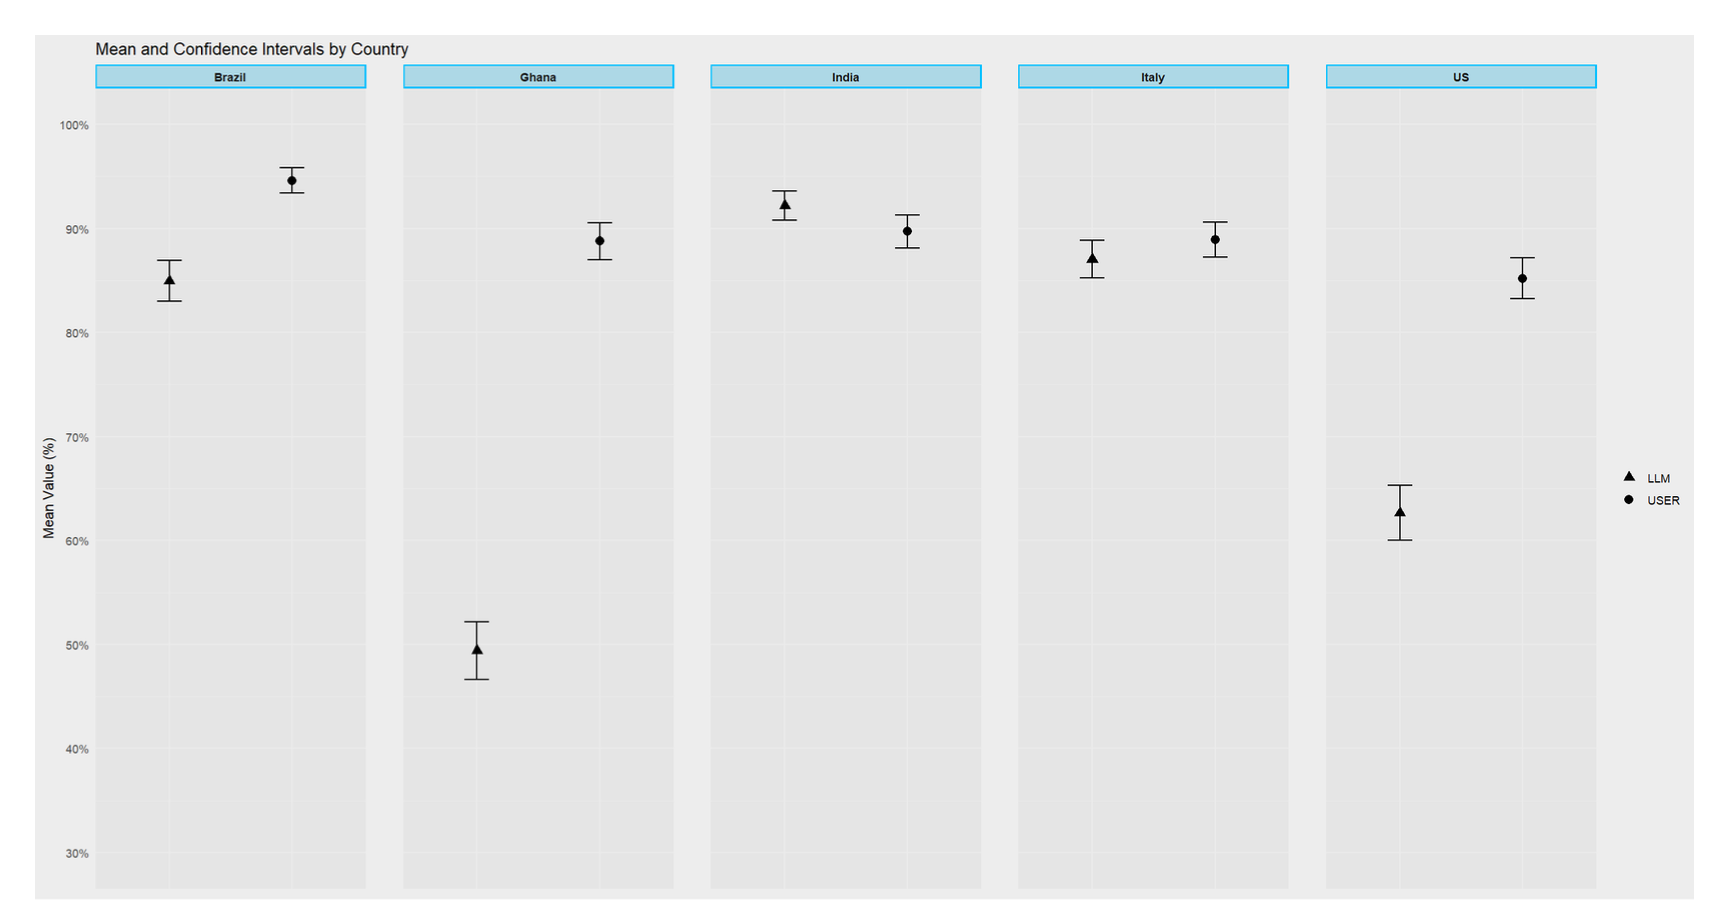 Mean and Confidence Intervals by Country
Brazil
Ghana
India
Italy
US
100%
90%
80%
70%
60%
50%
40%
30%
Mean Value (%)
LLM
USER